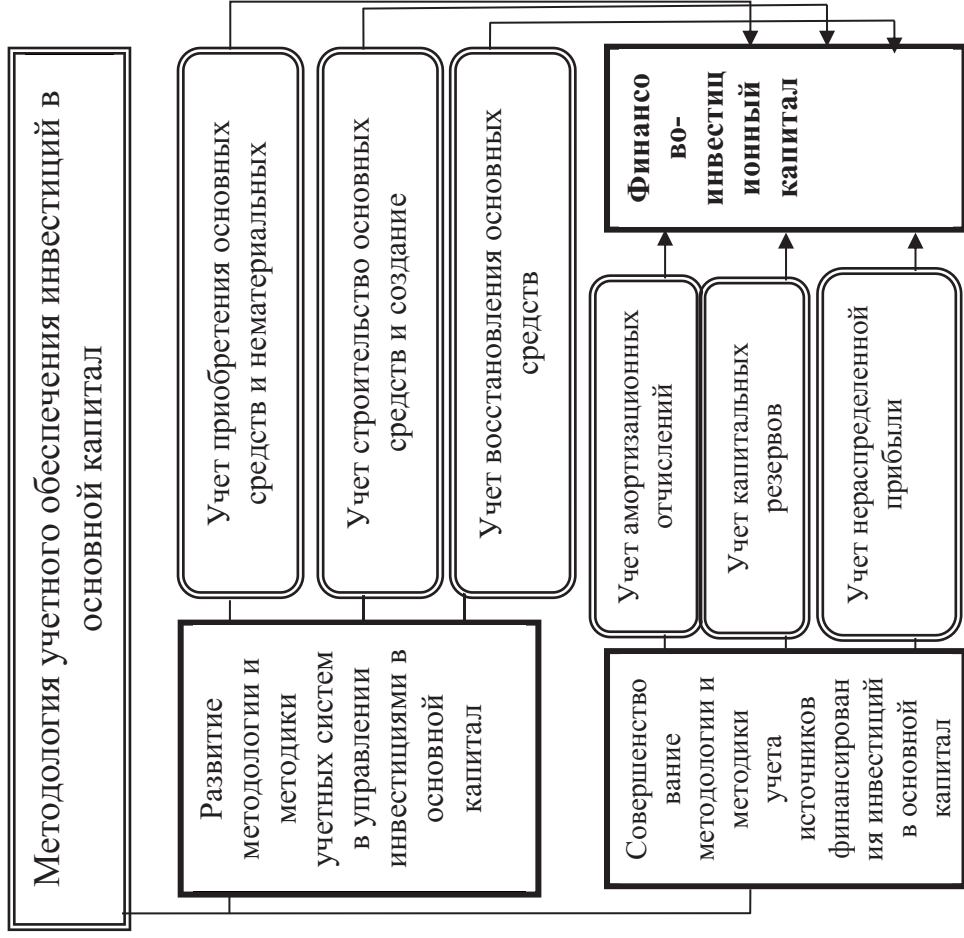 Методология учетного обеспечения инвестиций в
основной капитал
Развитие
методологии и
методики
учетных систем
в управлении
инвестициями в
основной
капитал
Учет приобретения основных
средств и нематериальных
Учет строительство основных
средств и создание
Учет восстановления основных
средств
Совершенство
вание
методологии и
методики
учета
источников
финансирован
ия инвестиций
в основной
капитал
Учет амортизационных
отчислений
Учет капитальных
резервов
Учет нераспределенной
прибыли
Финансо
во-
инвестиц
ионный
капитал